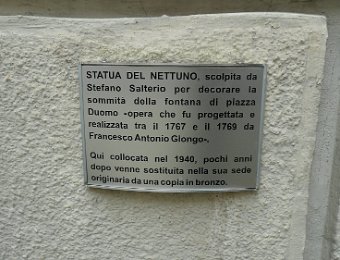 STATUA DEL NETTUNO, scolpita da
Stefano Salterio per decorare la
sommità della fontana di piazza
Duomo -opera che fu progettata e
realizzata tra il 1767 e il 1769 da
Francesco Antonio Giongo-.
Qui collocata nel 1940, pochi anni
dopo venne sostituita nella sua sede
originaria da una copia in bronzo.